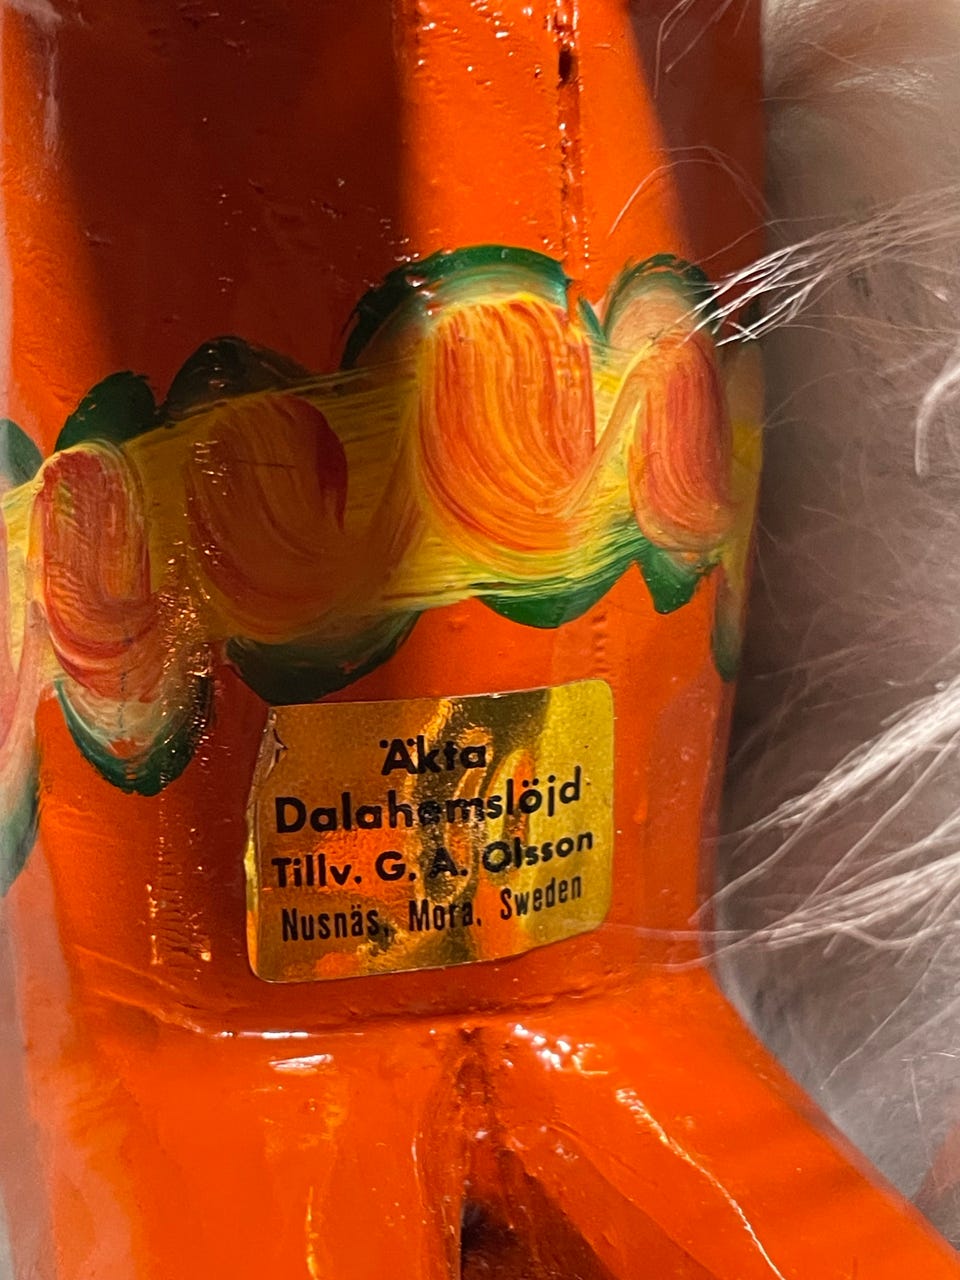 Äkta
Dalahemslöjd
Tillv. G. A. Olsson
Nusnäs, Mora, Sweden